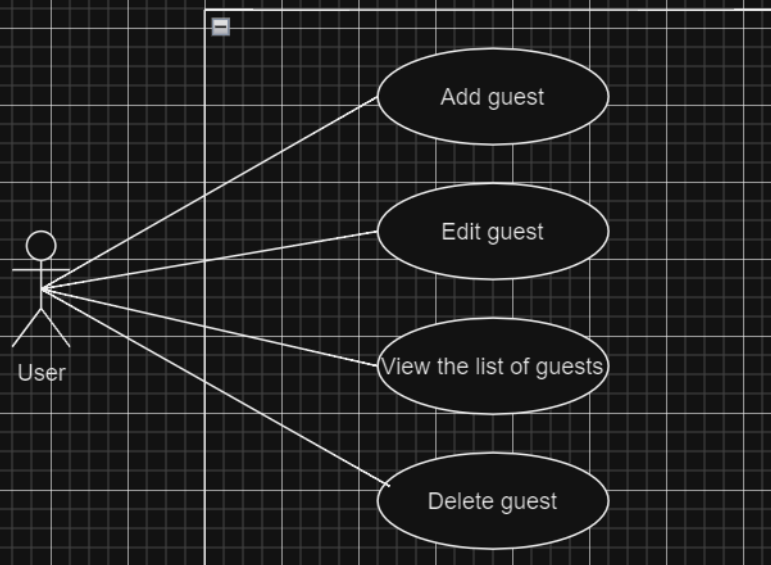 Add guest
Edit guest
View the list of guests
User
Delete guest